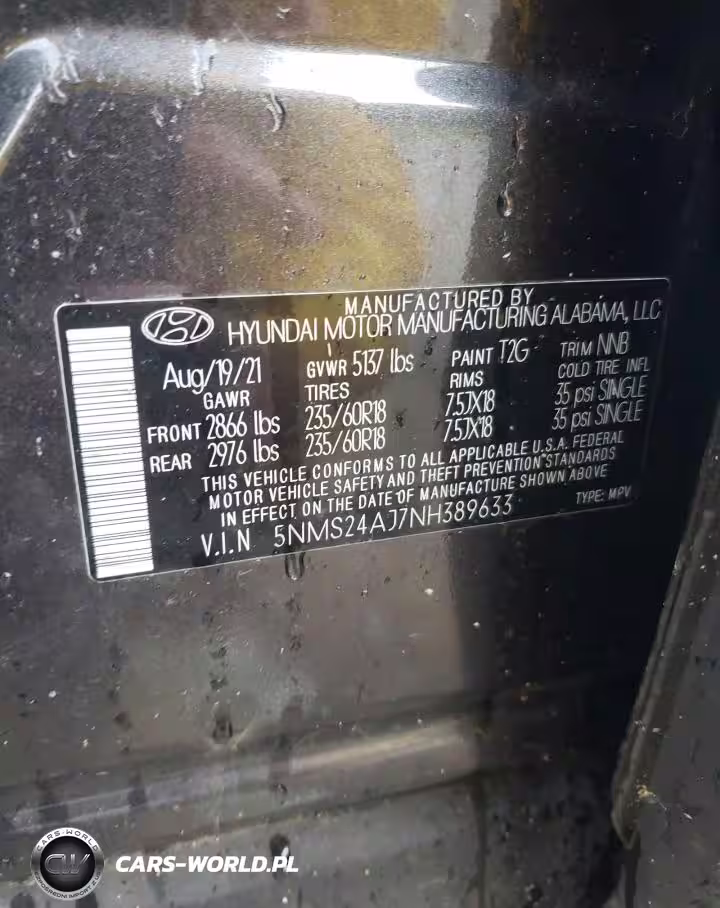 MANUFACTURED BY
HYUNDAI MOTOR MANUFACTURING ALABAMA, LLC
Aug/19/21 GVWR 5137 lbs PAINT T2G TRIM NNB
GAWR TIRES RIMS COLD TIRE INFL
FRONT 2866 lbs 235/60R18 7.5JX18 35 psi SINGLE
REAR 2976 lbs 235/60R18 7.5JX18 35 psi SINGLE
THIS VEHICLE CONFORMS TO ALL APPLICABLE U.S.A. FEDERAL
MOTOR VEHICLE SAFETY AND THEFT PREVENTION STANDARDS
IN EFFECT ON THE DATE OF MANUFACTURE SHOWN ABOVE
V.I.N 5NMS24AJ7NH389633 TYPE: MPV
CARS-WORLD
CW
CARS-WORLD.PL